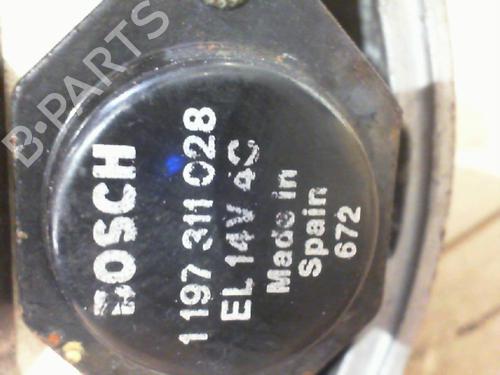 BOSCH
1 197 311 028
EL 14V 4C
Made in
Spain
672
B-PARTS